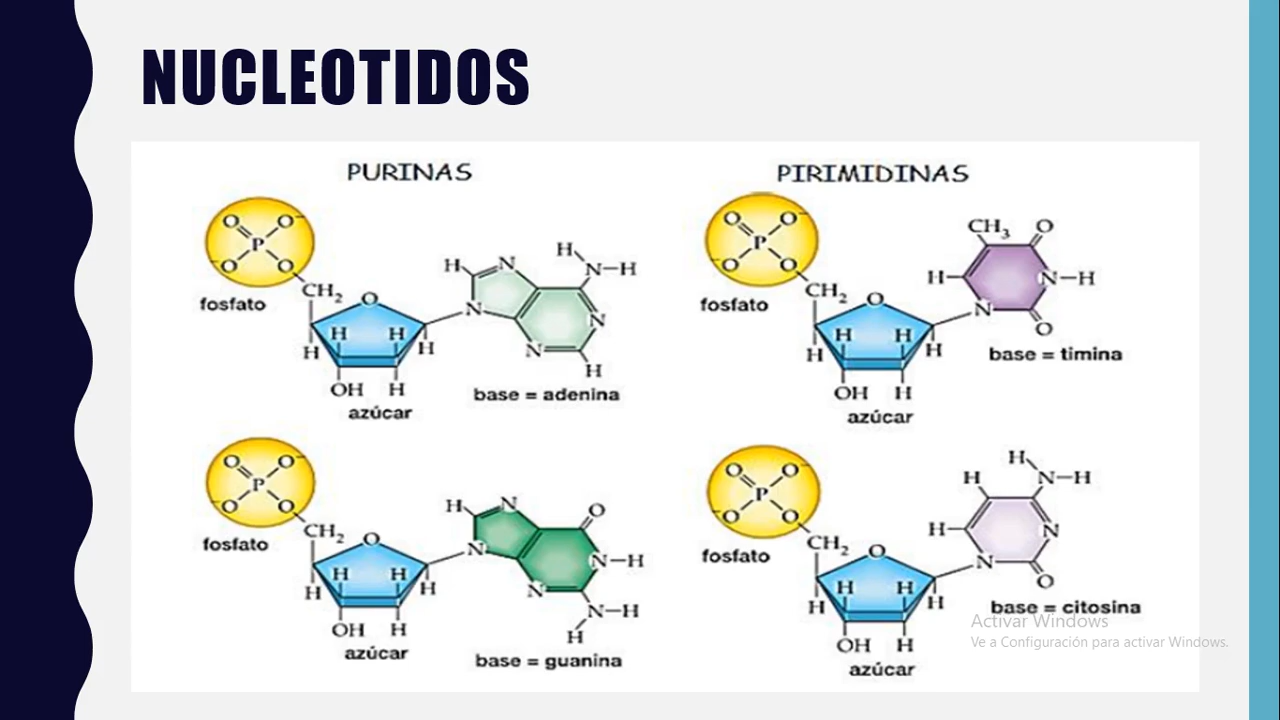 NUCLEOTIDOS
PURINAS
PIRIMIDINAS
O O⁻
P
⁻O O
fosfato
CH₂ O
H H
H H
OH H
azúcar
H N
N
H
N—H
N
N
H
base = adenina
O O⁻
P
⁻O O
fosfato
CH₂ O
H H
H H
OH H
azúcar
CH₃ O
H N—H
N O
base = timina
O O⁻
P
⁻O O
fosfato
CH₂ O
H H
H H
OH H
azúcar
H N
N
O
N—H
N
N—H
H
base = guanina
O O⁻
P
⁻O O
fosfato
CH₂ O
H H
H H
OH H
azúcar
H
H N—H
H N
N O
base = citosina
Activar Windows
Ve a Configuración para activar Windows.